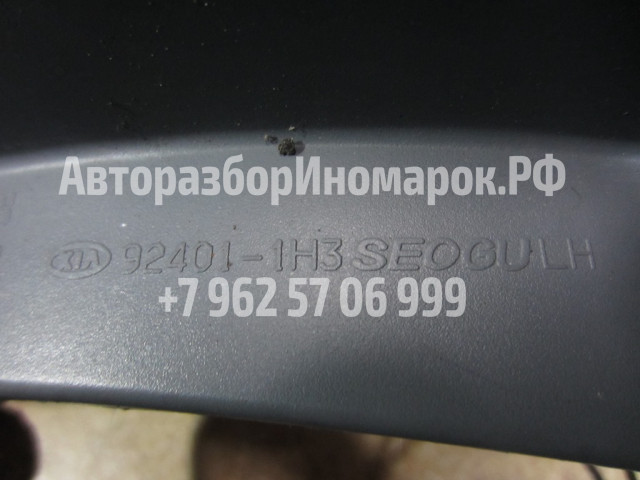 АвторазборИномарок.РФ
KIA 92401-1H3 SEOGU LH
+7 962 57 06 999